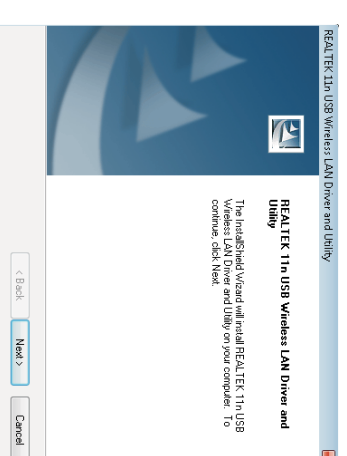 REALTEK 11n USB Wireless LAN Driver and Utility
REALTEK 11n USB Wireless LAN Driver and
Utility
The InstallShield Wizard will install REALTEK 11n USB
Wireless LAN Driver and Utility on your computer. To
continue, click Next.
< Back
Next >
Cancel